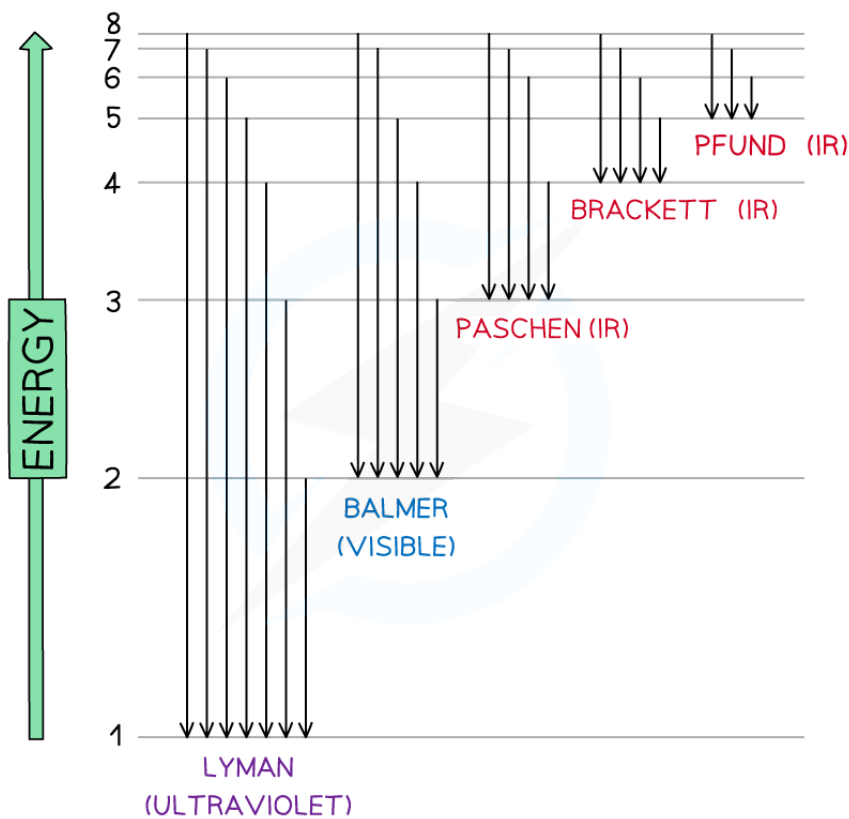 8
7
6
5
PFUND (IR)
4
BRACKETT (IR)
3
PASCHEN (IR)
ENERGY
2
BALMER
(VISIBLE)
1
LYMAN
(ULTRAVIOLET)